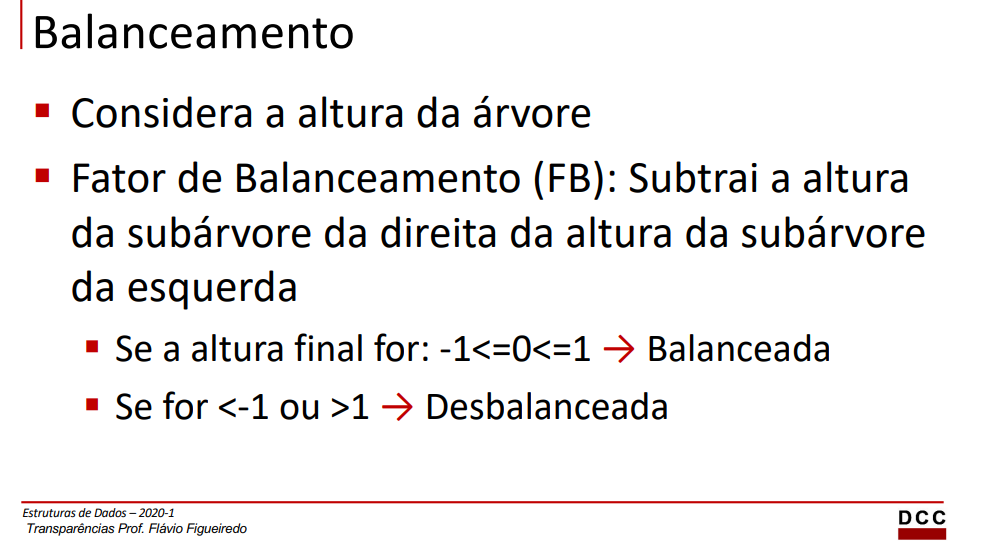 Balanceamento
▪ Considera a altura da árvore
▪ Fator de Balanceamento (FB): Subtrai a altura
da subárvore da direita da altura da subárvore
da esquerda
▪ Se a altura final for: -1<=0<=1 → Balanceada
▪ Se for <-1 ou >1 → Desbalanceada
Estruturas de Dados – 2020-1
Transparências Prof. Flávio Figueiredo
DCC